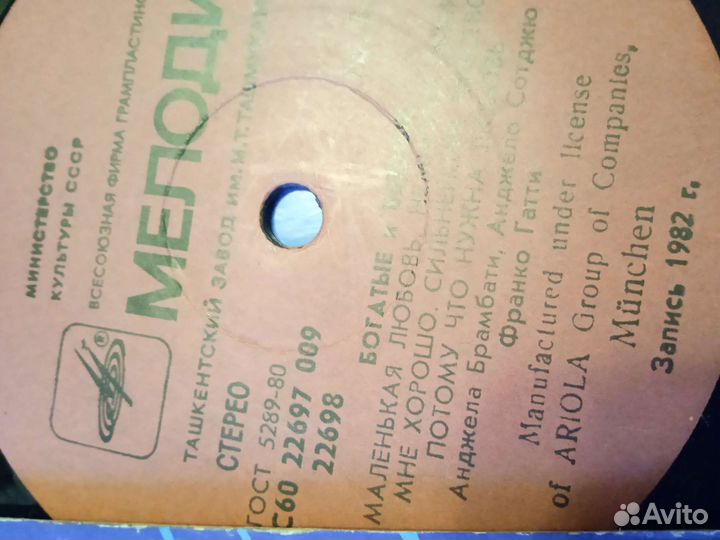 МИНИСТЕРСТВО
КУЛЬТУРЫ СССР
ВСЕСОЮЗНАЯ ФИРМА
МЕЛОДИ
ТАШКЕНТСКИЙ ЗАВОД ИМ. М.Т.
®
СТЕРЕО
ГОСТ 5289-80
С60 22697 009
22698
БОГАТЫЕ и
МАЛЕНЬКАЯ ЛЮБОВЬ,
МНЕ ХОРОШО, СИЛЬНЕ
ПОТОМУ ЧТО НУЖНА
Анджела Брамбати, Анджело Сотджю
Франко Гатти
Manufactured under license
of ARIOLA Group of Companies,
München
Запись 1982 г.
Avito